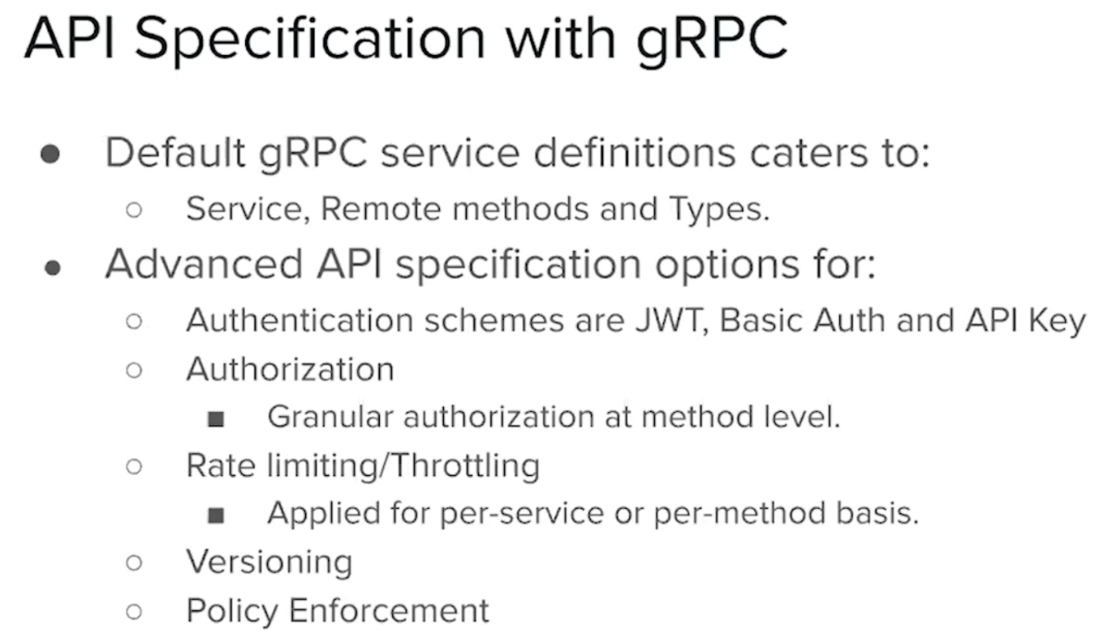 API Specification with gRPC
● Default gRPC service definitions caters to:
○ Service, Remote methods and Types.
● Advanced API specification options for:
○ Authentication schemes are JWT, Basic Auth and API Key
○ Authorization
■ Granular authorization at method level.
○ Rate limiting/Throttling
■ Applied for per-service or per-method basis.
○ Versioning
○ Policy Enforcement